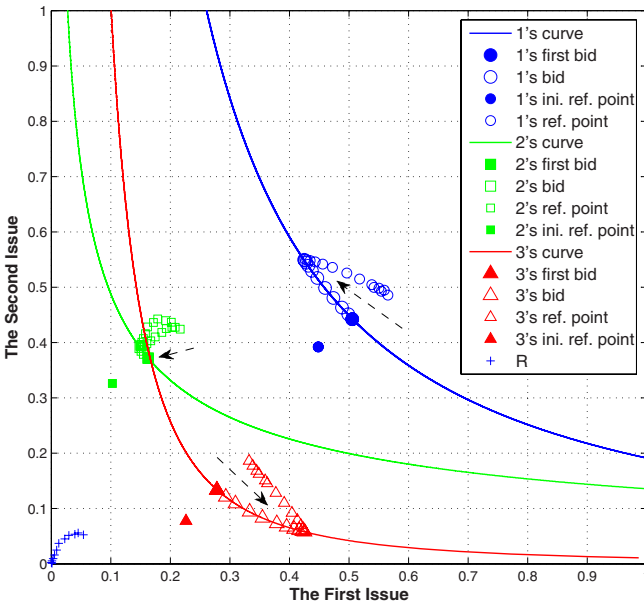 1
0.9
0.8
0.7
0.6
0.5
0.4
0.3
0.2
0.1
0
The Second Issue
0 0.1 0.2 0.3 0.4 0.5 0.6 0.7 0.8 0.9
The First Issue
1's curve
1's first bid
1's bid
1's ini. ref. point
1's ref. point
2's curve
2's first bid
2's bid
2's ref. point
2's ini. ref. point
3's curve
3's first bid
3's bid
3's ref. point
3's ini. ref. point
R